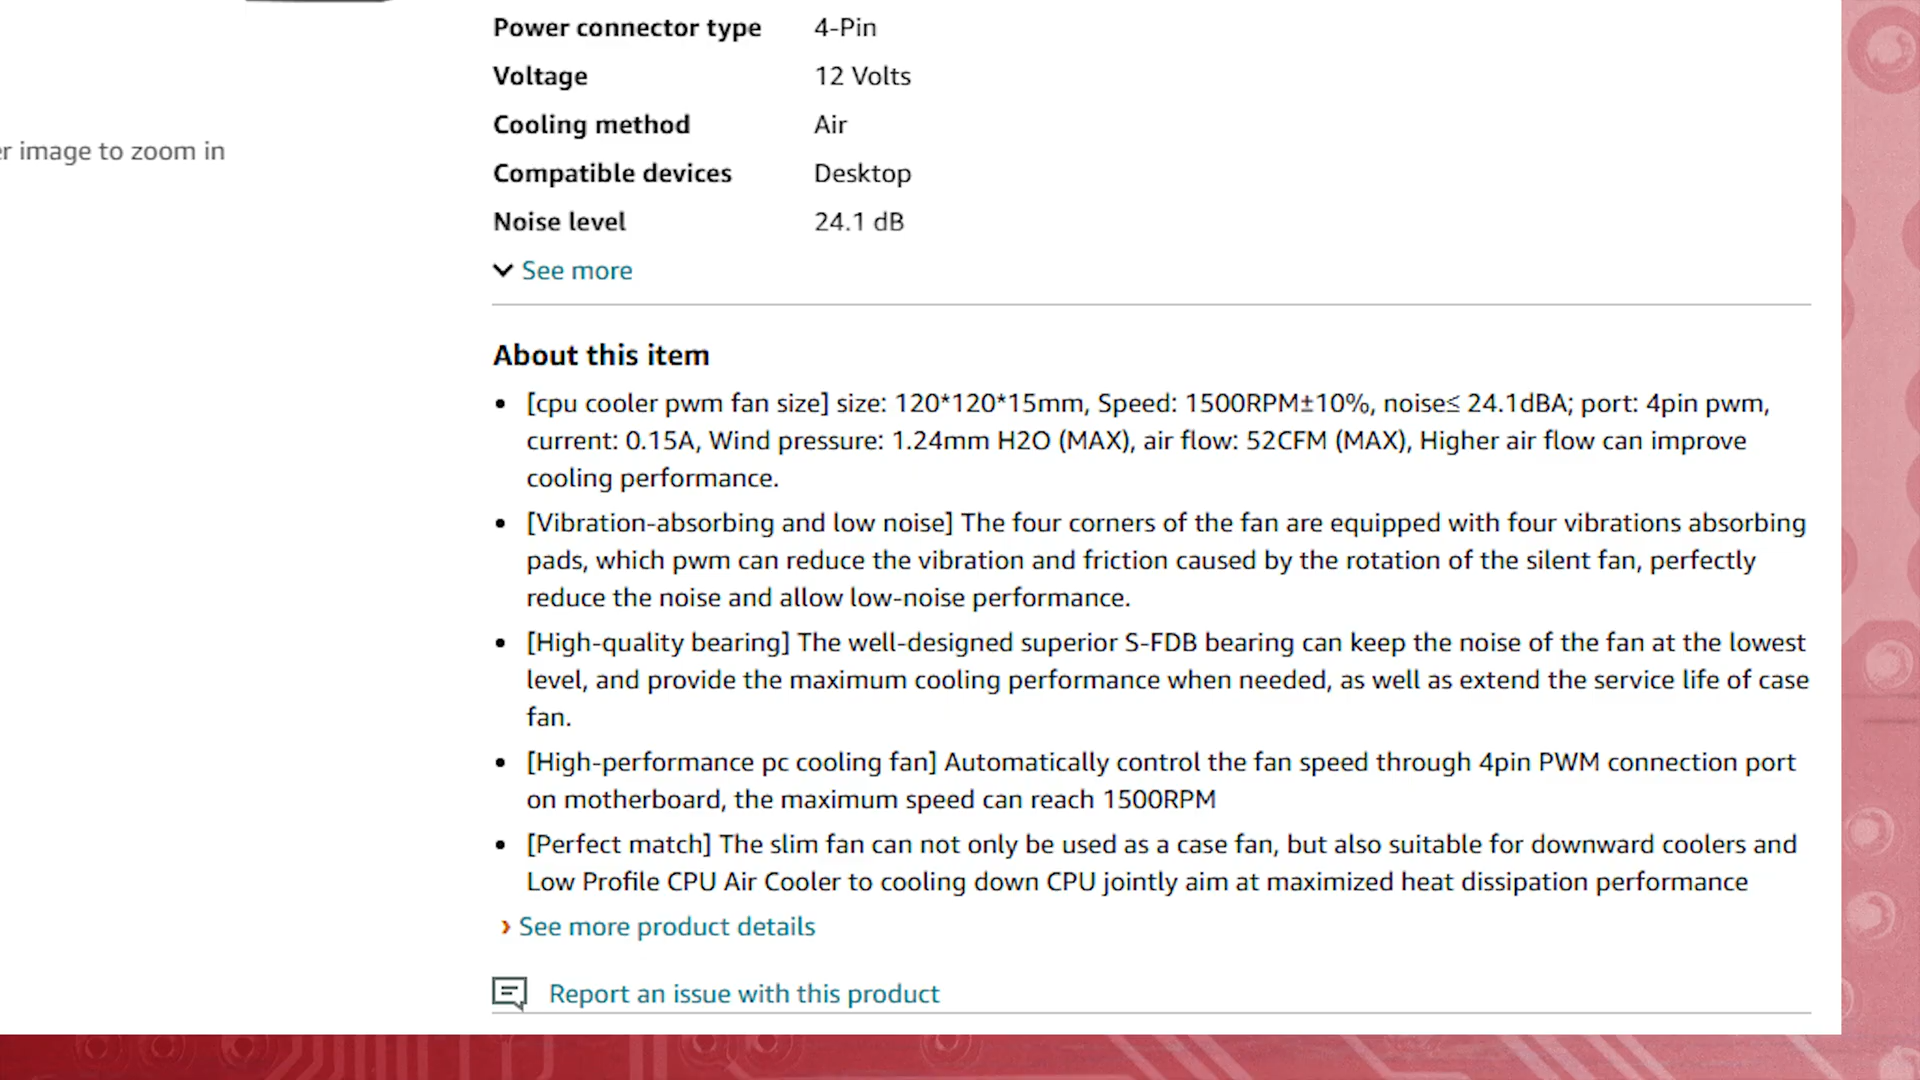 Power connector type 4-Pin
Voltage 12 Volts
Cooling method Air
er image to zoom in
Compatible devices Desktop
Noise level 24.1 dB
See more
About this item
• [cpu cooler pwm fan size] size: 120*120*15mm, Speed: 1500RPM±10%, noise≤ 24.1dBA; port: 4pin pwm,
current: 0.15A, Wind pressure: 1.24mm H2O (MAX), air flow: 52CFM (MAX), Higher air flow can improve
cooling performance.
• [Vibration-absorbing and low noise] The four corners of the fan are equipped with four vibrations absorbing
pads, which pwm can reduce the vibration and friction caused by the rotation of the silent fan, perfectly
reduce the noise and allow low-noise performance.
• [High-quality bearing] The well-designed superior S-FDB bearing can keep the noise of the fan at the lowest
level, and provide the maximum cooling performance when needed, as well as extend the service life of case
fan.
• [High-performance pc cooling fan] Automatically control the fan speed through 4pin PWM connection port
on motherboard, the maximum speed can reach 1500RPM
• [Perfect match] The slim fan can not only be used as a case fan, but also suitable for downward coolers and
Low Profile CPU Air Cooler to cooling down CPU jointly aim at maximized heat dissipation performance
› See more product details
Report an issue with this product